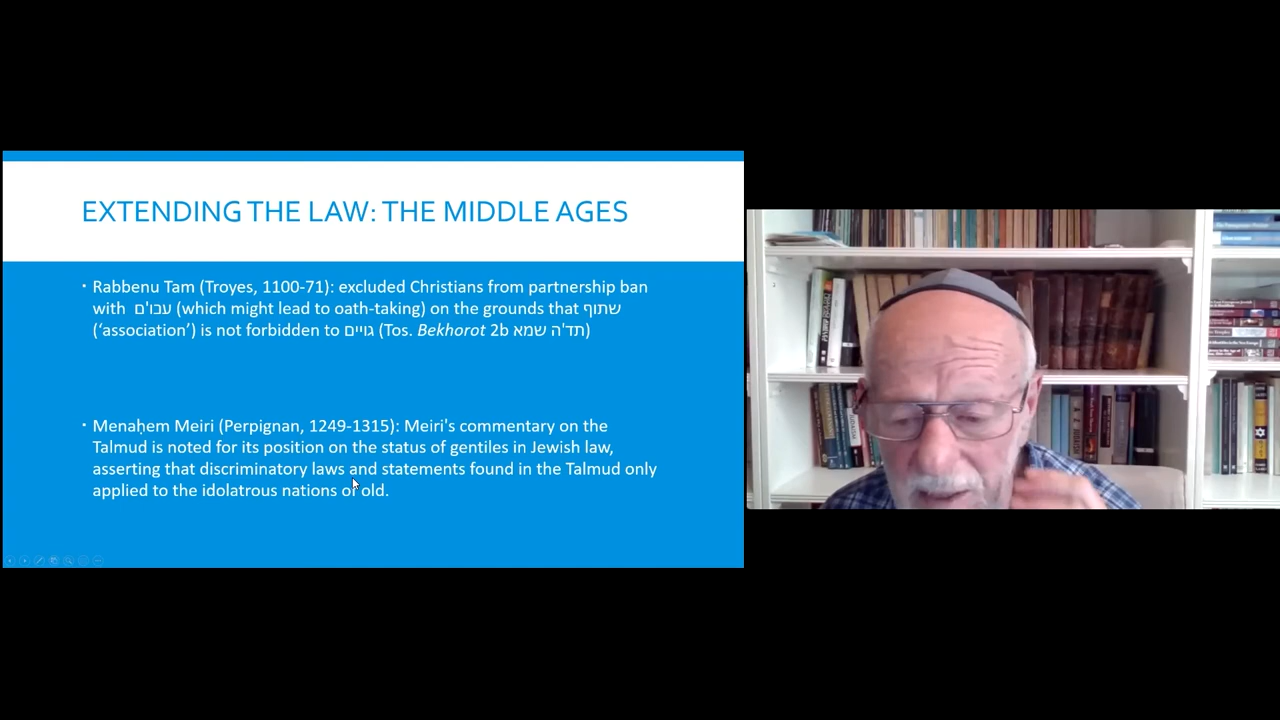 EXTENDING THE LAW: THE MIDDLE AGES
Rabbenu Tam (Troyes, 1100-71): excluded Christians from partnership ban
with עכו'ם (which might lead to oath-taking) on the grounds that שתוף
('association') is not forbidden to גויים (Tos. Bekhorot 2b תד'ה שמא)
Menaḥem Meiri (Perpignan, 1249-1315): Meiri's commentary on the
Talmud is noted for its position on the status of gentiles in Jewish law,
asserting that discriminatory laws and statements found in the Talmud only
applied to the idolatrous nations of old.